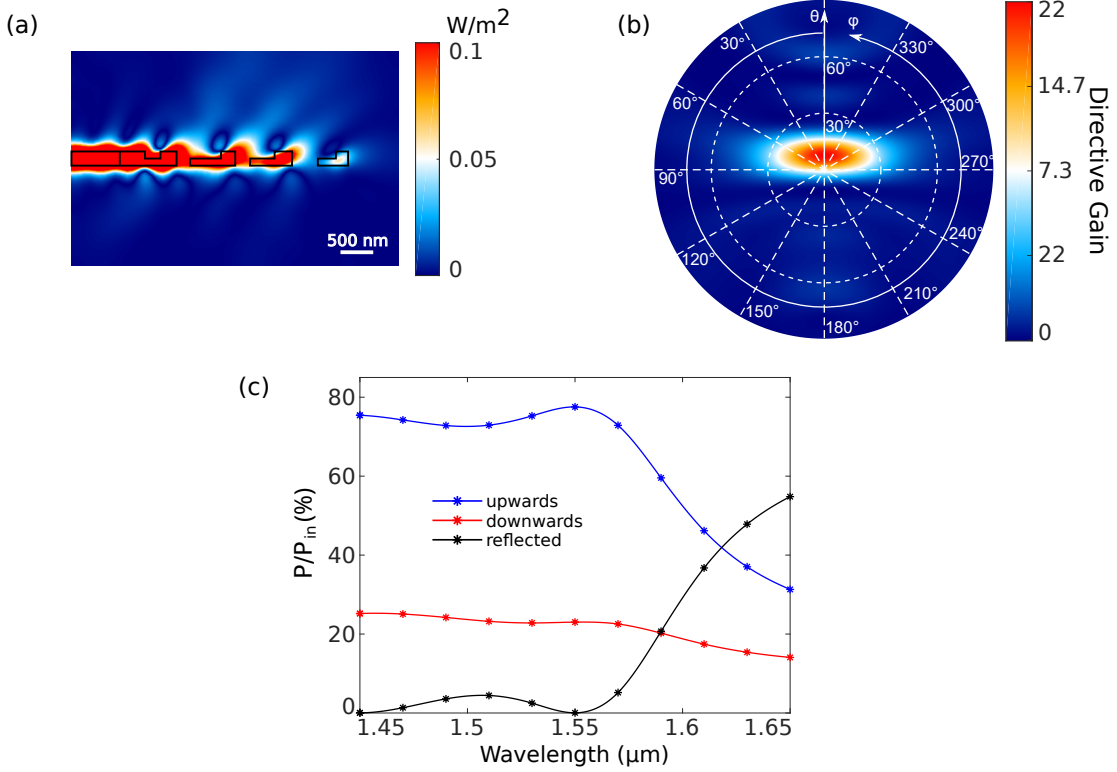 (a)
W/m²
0.1
0.05
0
500 nm
(b)
θ
φ
30°
330°
60°
60°
300°
30°
90°
270°
120°
240°
150°
210°
180°
22
14.7
7.3
22
0
Directive Gain
(c)
80
60
40
20
0
P/Pin (%)
upwards
downwards
reflected
1.45
1.5
1.55
1.6
1.65
Wavelength (μm)